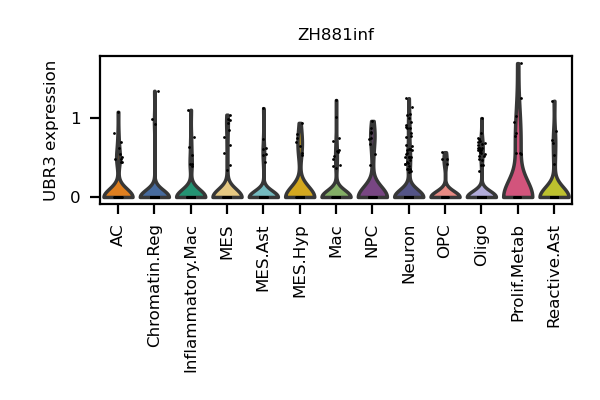 ZH881inf
UBR3 expression
1
0
AC
Chromatin.Reg
Inflammatory.Mac
MES
MES.Ast
MES.Hyp
Mac
NPC
Neuron
OPC
Oligo
Prolif.Metab
Reactive.Ast